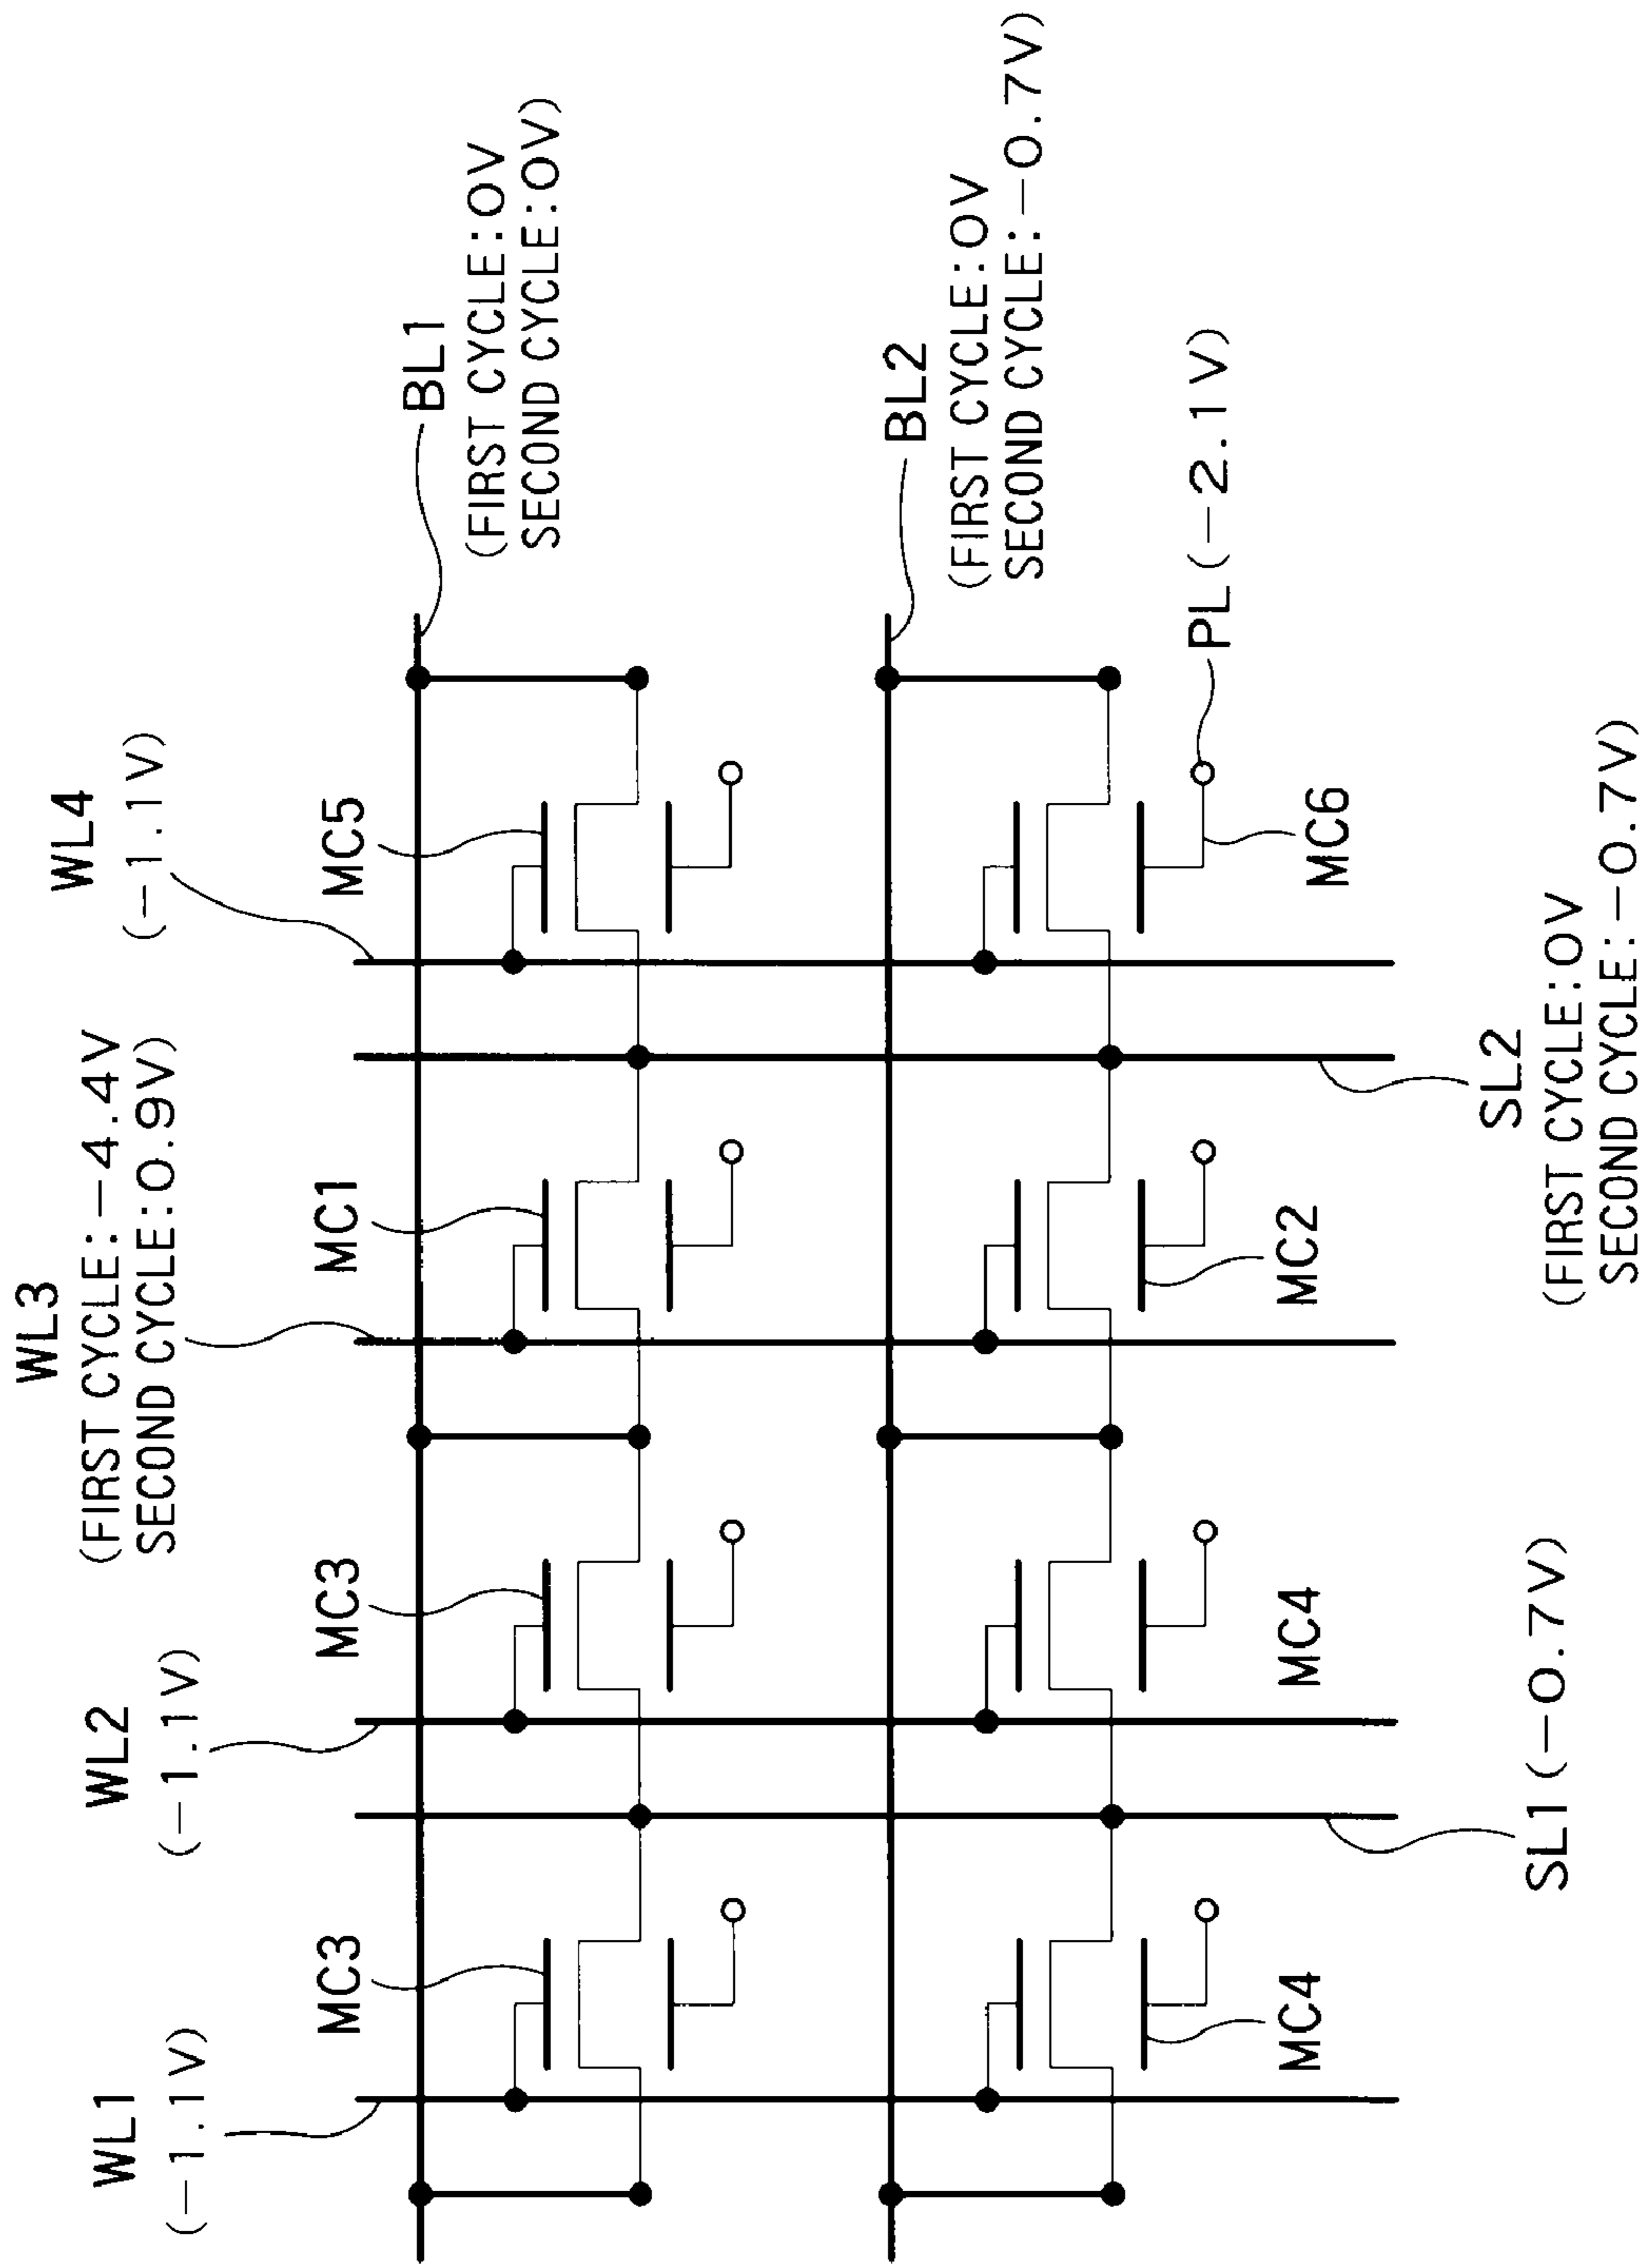 WL1
(-1.1V)
WL2
(-1.1V)
WL3
(FIRST CYCLE:-4.4V
SECOND CYCLE:0.9V)
WL4
(-1.1V)
MC3
MC3
MC1
MC5
BL1
(FIRST CYCLE:0V
SECOND CYCLE:0V)
BL2
(FIRST CYCLE:0V
SECOND CYCLE:-0.7V)
PL(-2.1V)
MC4
MC4
MC2
MC6
SL1(-0.7V)
SL2
(FIRST CYCLE:0V
SECOND CYCLE:-0.7V)